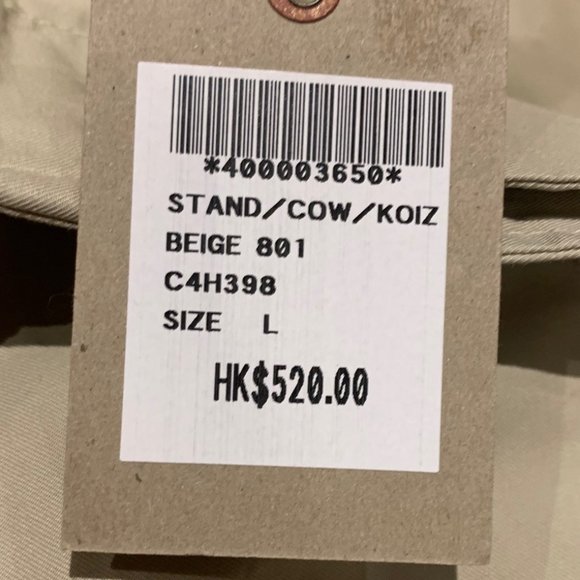 *400003650*
STAND/COW/KOIZ
BEIGE 801
C4H398
SIZE L
HK$520.00